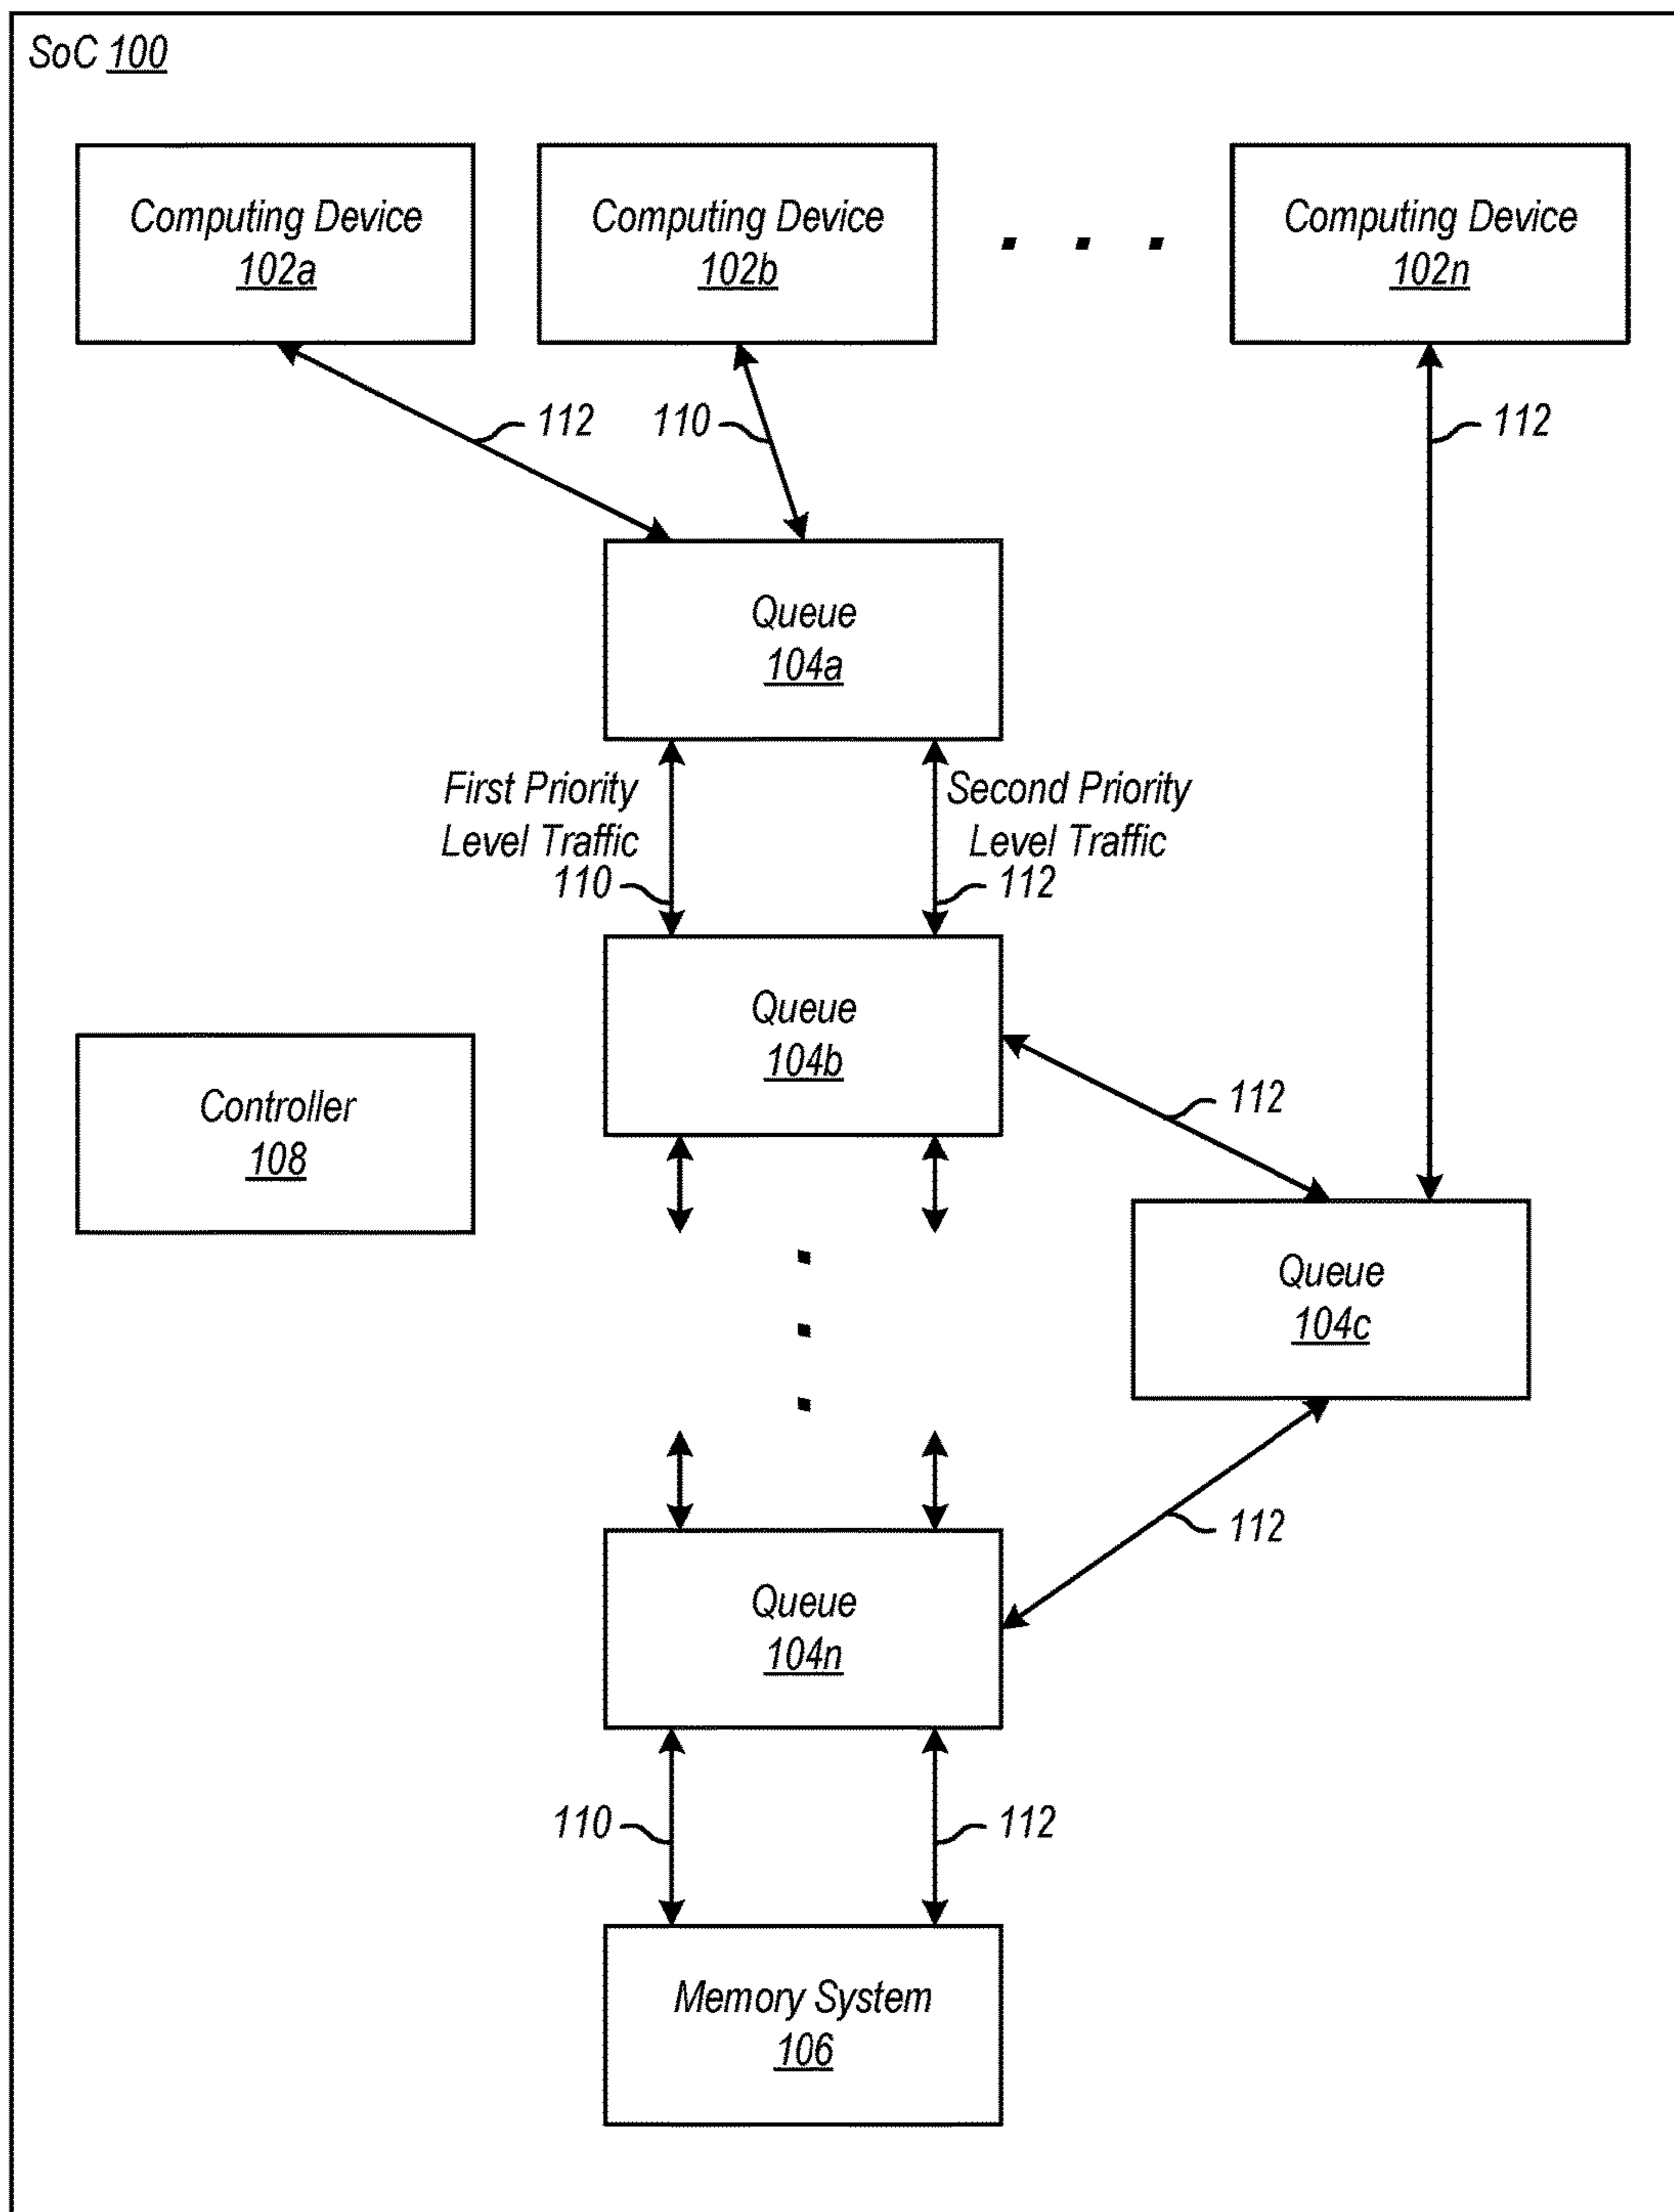 SoC 100
Computing Device
102a
Computing Device
102b
. . .
Computing Device
102n
112
110
112
Queue
104a
First Priority
Level Traffic
110
Second Priority
Level Traffic
112
Queue
104b
Controller
108
112
Queue
104c
Queue
104n
112
110
112
Memory System
106